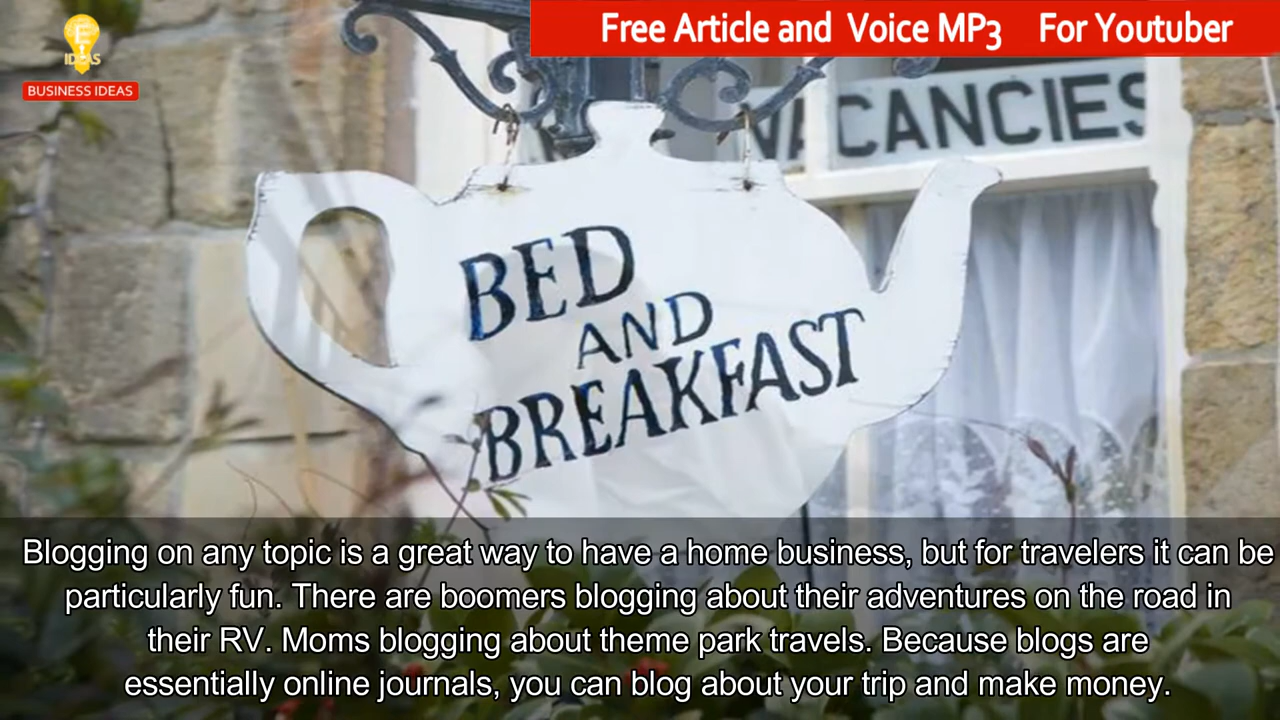 Free Article and Voice MP3 For Youtuber
E
IDEAS
BUSINESS IDEAS
VACANCIES
BED
AND
BREAKFAST
Blogging on any topic is a great way to have a home business, but for travelers it can be
particularly fun. There are boomers blogging about their adventures on the road in
their RV. Moms blogging about theme park travels. Because blogs are
essentially online journals, you can blog about your trip and make money.